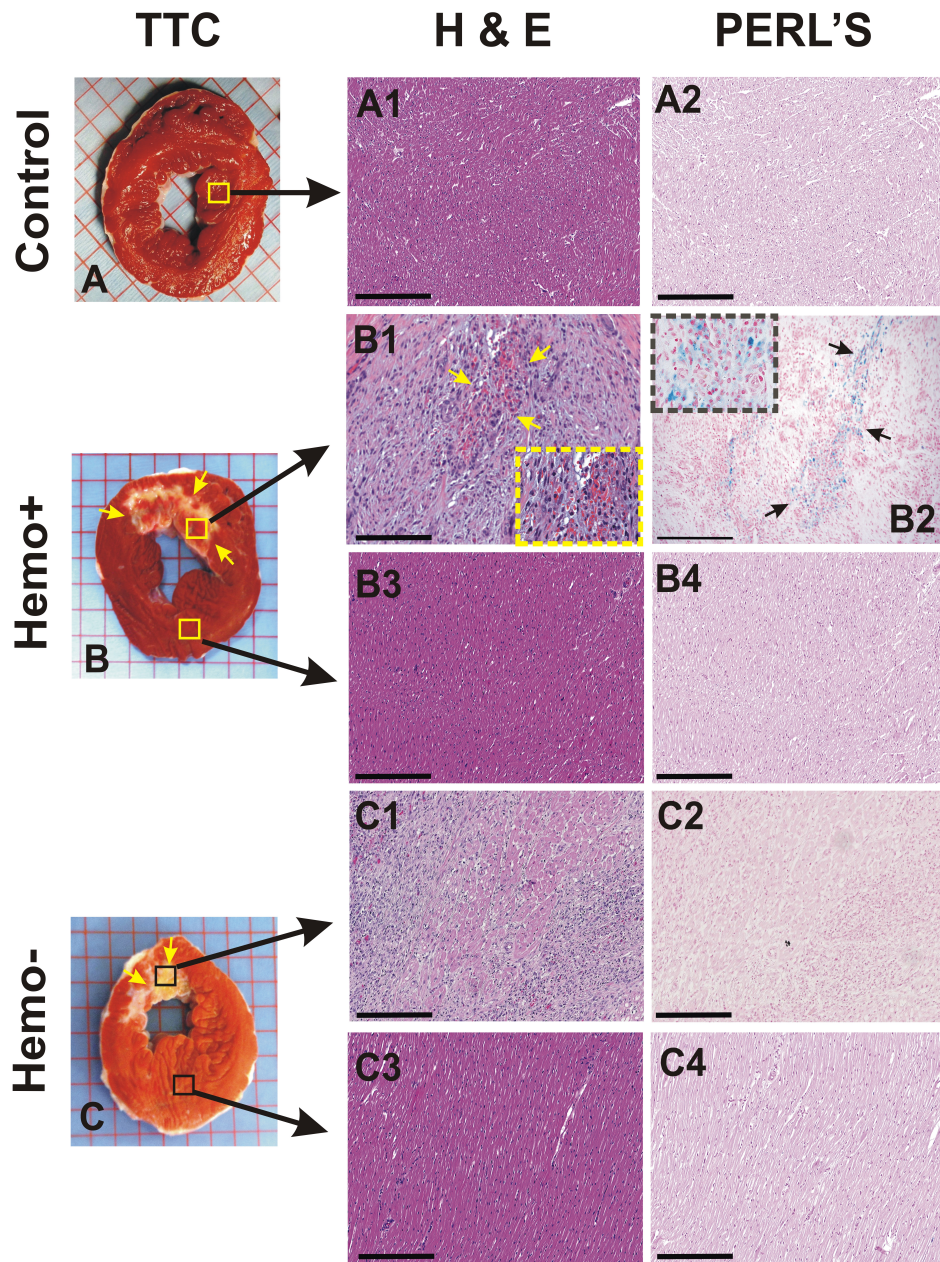 TTC
H & E
PERL'S
Control
A
A1
A2
Hemo+
B
B1
B2
B3
B4
Hemo-
C
C1
C2
C3
C4